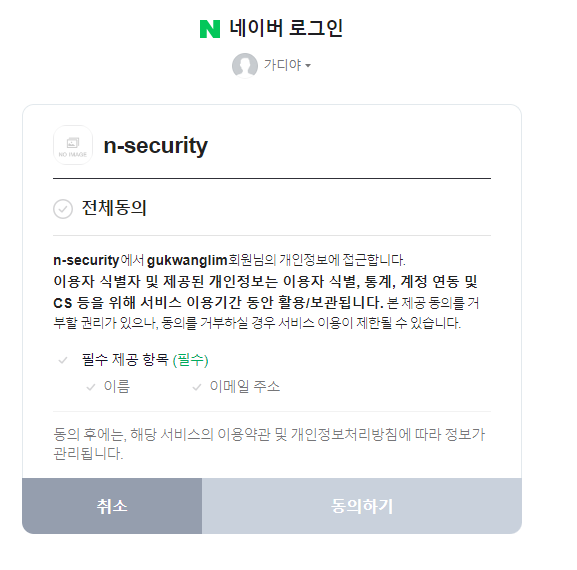 N 네이버 로그인
가디야
NO IMAGE
n-security
전체동의
n-security에서 gukwanglim회원님의 개인정보에 접근합니다.
이용자 식별자 및 제공된 개인정보는 이용자 식별, 통계, 계정 연동 및
CS 등을 위해 서비스 이용기간 동안 활용/보관됩니다. 본 제공 동의를 거
부할 권리가 있으나, 동의를 거부하실 경우 서비스 이용이 제한될 수 있습니다.
필수 제공 항목 (필수)
이름 이메일 주소
동의 후에는, 해당 서비스의 이용약관 및 개인정보처리방침에 따라 정보가
관리됩니다.
취소 동의하기